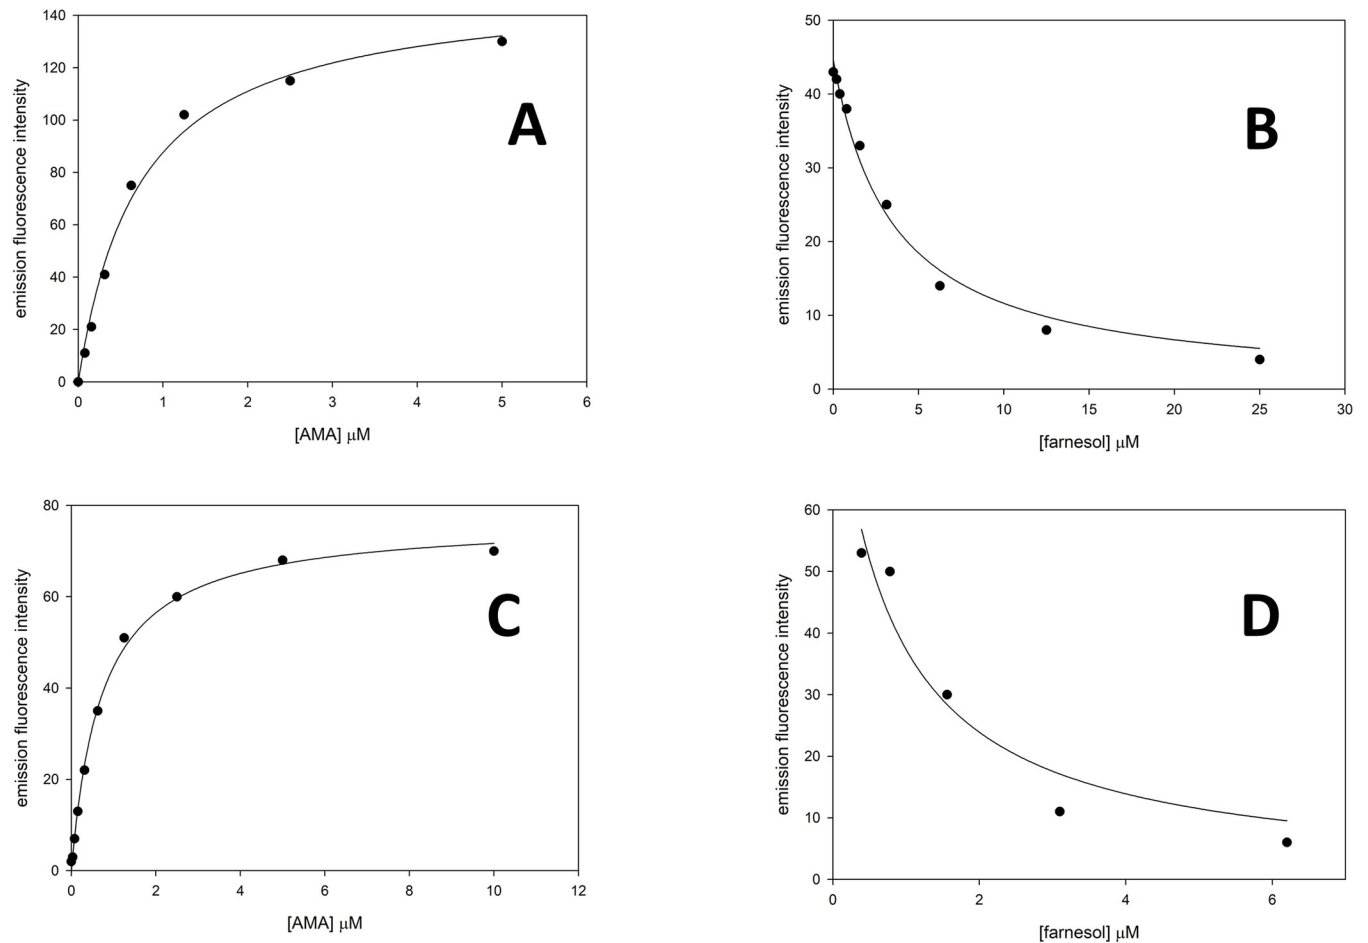 140
120
100
80
60
40
20
0
emission fluorescence intensity
0 1 2 3 4 5 6
[AMA] μM
A
50
40
30
20
10
0
emission fluorescence intensity
0 5 10 15 20 25 30
[farnesol] μM
B
80
60
40
20
0
emission fluorescence intensity
0 2 4 6 8 10 12
[AMA] μM
C
60
50
40
30
20
10
0
emission fluorescence intensity
0 2 4 6
[farnesol] μM
D